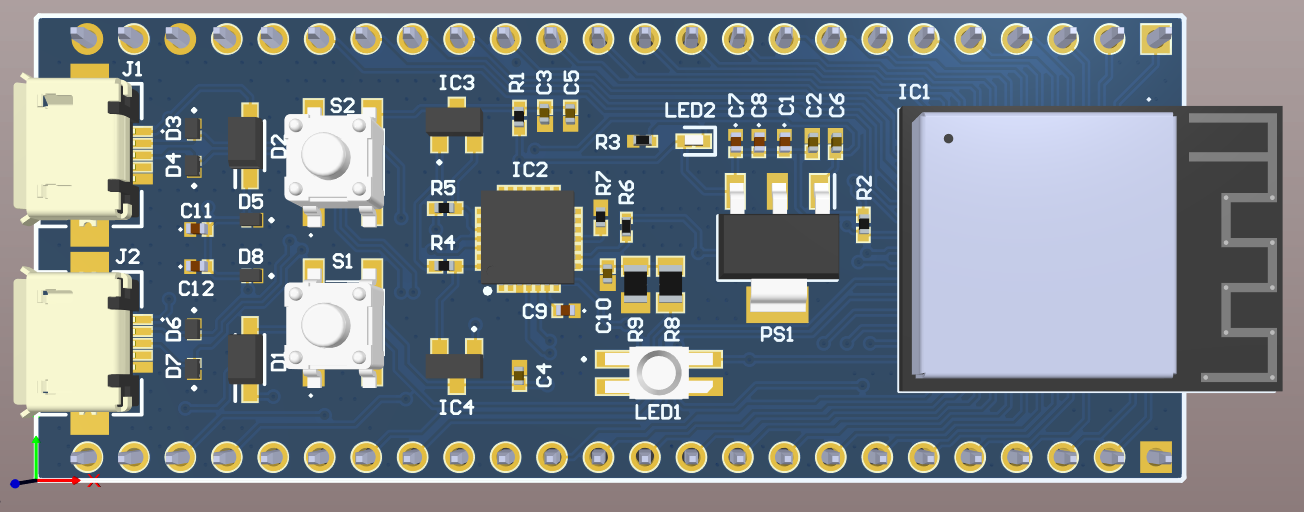 J1
IC3
R1
C3
C5
IC1
S2
LED2
C7
C8
C1
C2
C6
D3
D4
D2
R3
IC2
R5
R7
R6
R2
C11
D5
R4
J2
D8
S1
C12
C9
C10
R9
R8
PS1
D6
D7
D1
C4
IC4
LED1
X